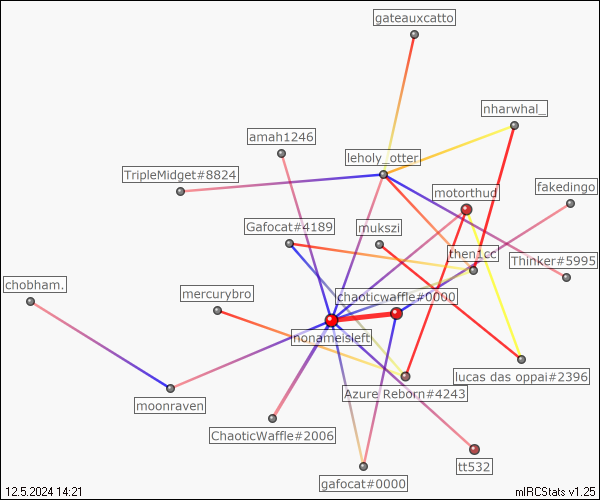 gateauxcatto
nharwhal_
amah1246
leholy_otter
TripleMidget#8824
motorthud
fakedingo
Gafocat#4189
mukszi
then1cc
Thinker#5995
chobham.
mercurybro
chaoticwaffle#0000
nonameisleft
lucas das oppai#2396
Azure Reborn#4243
moonraven
ChaoticWaffle#2006
tt532
gafocat#0000
12.5.2024 14:21
mIRCStats v1.25